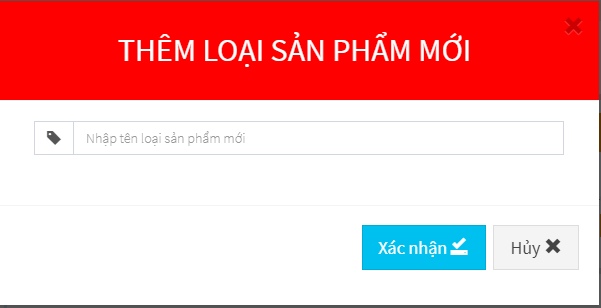 THÊM LOẠI SẢN PHẨM MỚI
Nhập tên loại sản phẩm mới
Xác nhận
Hủy